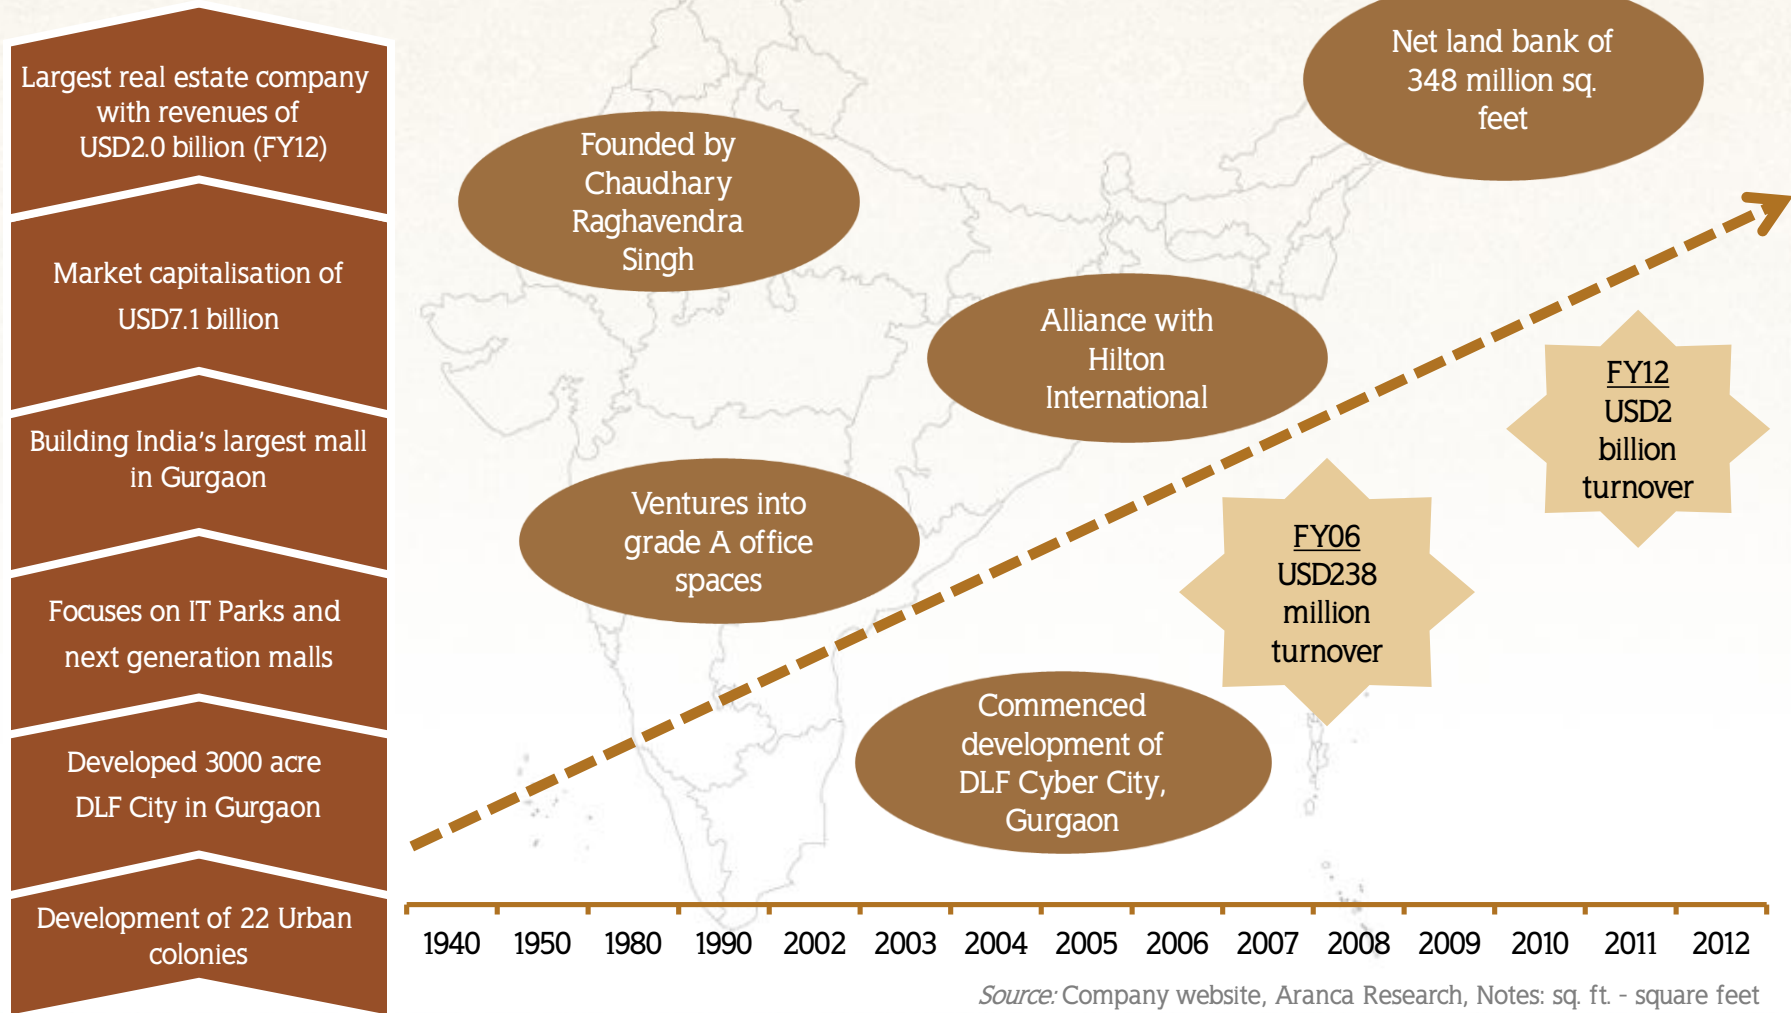 Largest real estate company
with revenues of
USD2.0 billion (FY12)
Market capitalisation of
USD7.1 billion
Building India's largest mall
in Gurgaon
Focuses on IT Parks and
next generation malls
Developed 3000 acre
DLF City in Gurgaon
Development of 22 Urban
colonies
Founded by
Chaudhary
Raghavendra
Singh
Ventures into
grade A office
spaces
Alliance with
Hilton
International
Commenced
development of
DLF Cyber City,
Gurgaon
Net land bank of
348 million sq.
feet
FY06
USD238
million
turnover
FY12
USD2
billion
turnover
1940 1950 1980 1990 2002 2003 2004 2005 2006 2007 2008 2009 2010 2011 2012
Source: Company website, Aranca Research, Notes: sq. ft. - square feet